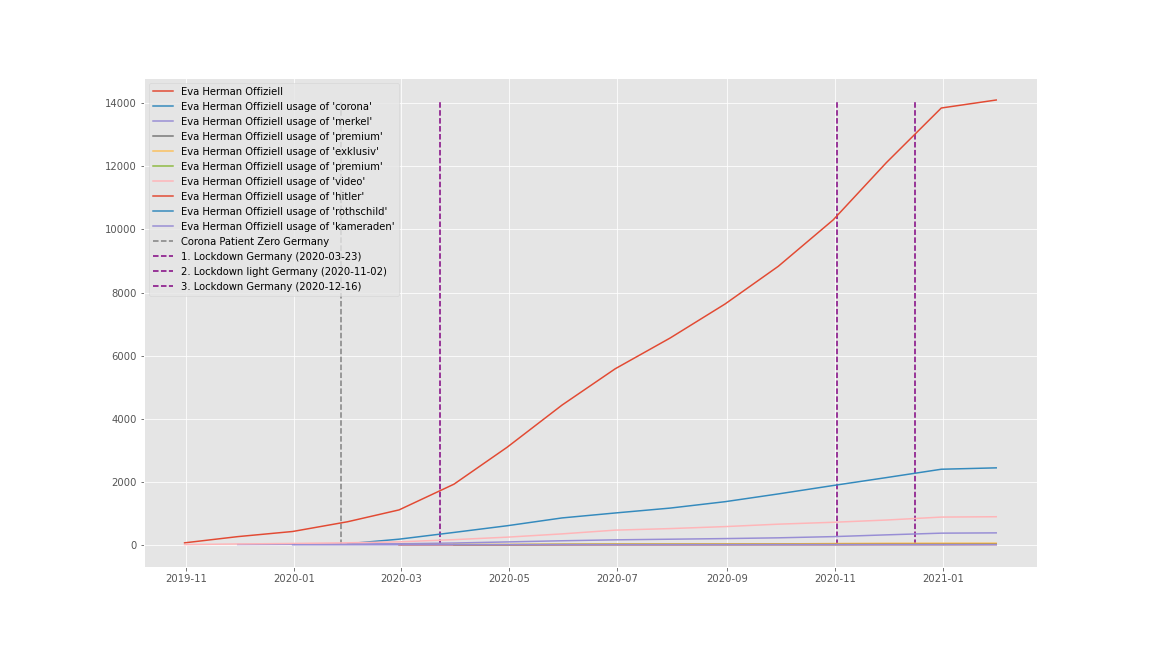 Eva Herman Offiziell
Eva Herman Offiziell usage of 'corona'
Eva Herman Offiziell usage of 'merkel'
Eva Herman Offiziell usage of 'premium'
Eva Herman Offiziell usage of 'exklusiv'
Eva Herman Offiziell usage of 'premium'
Eva Herman Offiziell usage of 'video'
Eva Herman Offiziell usage of 'hitler'
Eva Herman Offiziell usage of 'rothschild'
Eva Herman Offiziell usage of 'kameraden'
Corona Patient Zero Germany
1. Lockdown Germany (2020-03-23)
2. Lockdown light Germany (2020-11-02)
3. Lockdown Germany (2020-12-16)
14000
12000
10000
8000
6000
4000
2000
0
2019-11 2020-01 2020-03 2020-05 2020-07 2020-09 2020-11 2021-01